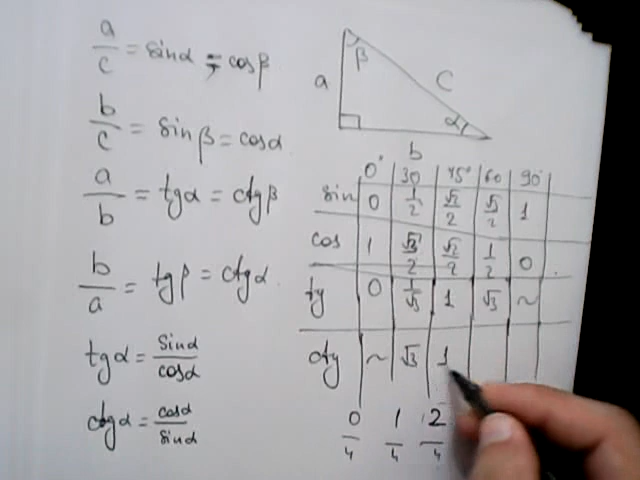 a/c = sinα = cosβ
b/c = sinβ = cosα
a/b = tgα = ctgβ
b/a = tgβ = ctgα
tgα = sinα/cosα
ctgα = cosα/sinα
β
a
C
α
b
0° 30 45° 60 90°
sin 0 1/2 √2/2 √3/2 1
cos 1 √3/2 √2/2 1/2 0
tg 0 1/√3 1 √3 ~
ctg ~ √3 1
0/4 1/4 2/4